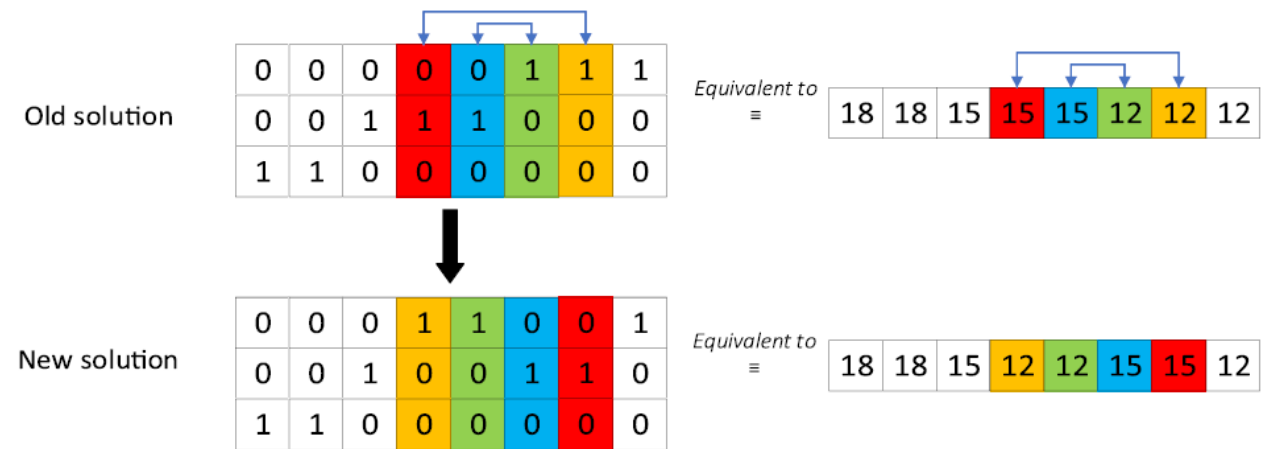 0 0 0 0 0 1 1 1
Old solution 0 0 1 1 1 0 0 0
1 1 0 0 0 0 0 0
Equivalent to
≡
18 18 15 15 15 12 12 12
0 0 0 1 1 0 0 1
New solution 0 0 1 0 0 1 1 0
1 1 0 0 0 0 0 0
Equivalent to
≡
18 18 15 12 12 15 15 12